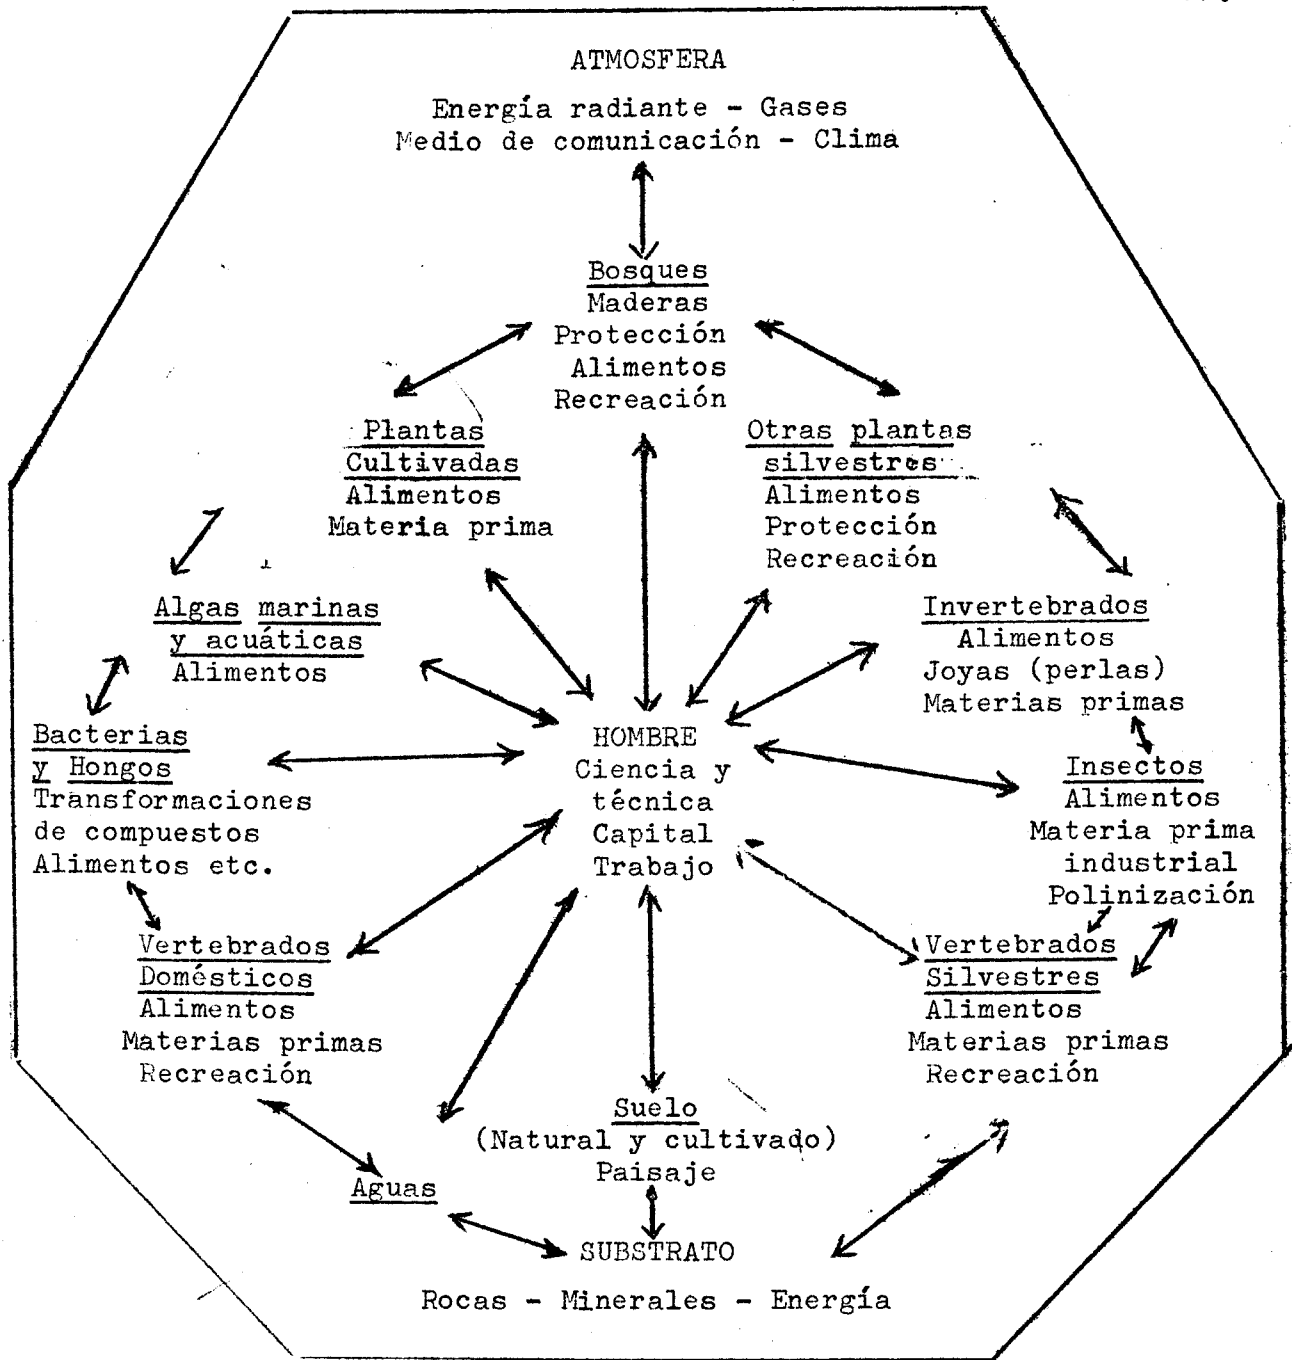 ATMOSFERA
Energía radiante - Gases
Medio de comunicación - Clima
Bosques
Maderas
Protección
Alimentos
Recreación
Plantas
Cultivadas
Alimentos
Materia prima
Otras plantas
silvestres
Alimentos
Protección
Recreación
Algas marinas
y acuáticas
Alimentos
Invertebrados
Alimentos
Joyas (perlas)
Materias primas
Bacterias
y Hongos
Transformaciones
de compuestos
Alimentos etc.
HOMBRE
Ciencia y
técnica
Capital
Trabajo
Insectos
Alimentos
Materia prima
industrial
Polinización
Vertebrados
Domésticos
Alimentos
Materias primas
Recreación
Vertebrados
Silvestres
Alimentos
Materias primas
Recreación
Suelo
(Natural y cultivado)
Paisaje
Aguas
SUBSTRATO
Rocas - Minerales - Energía